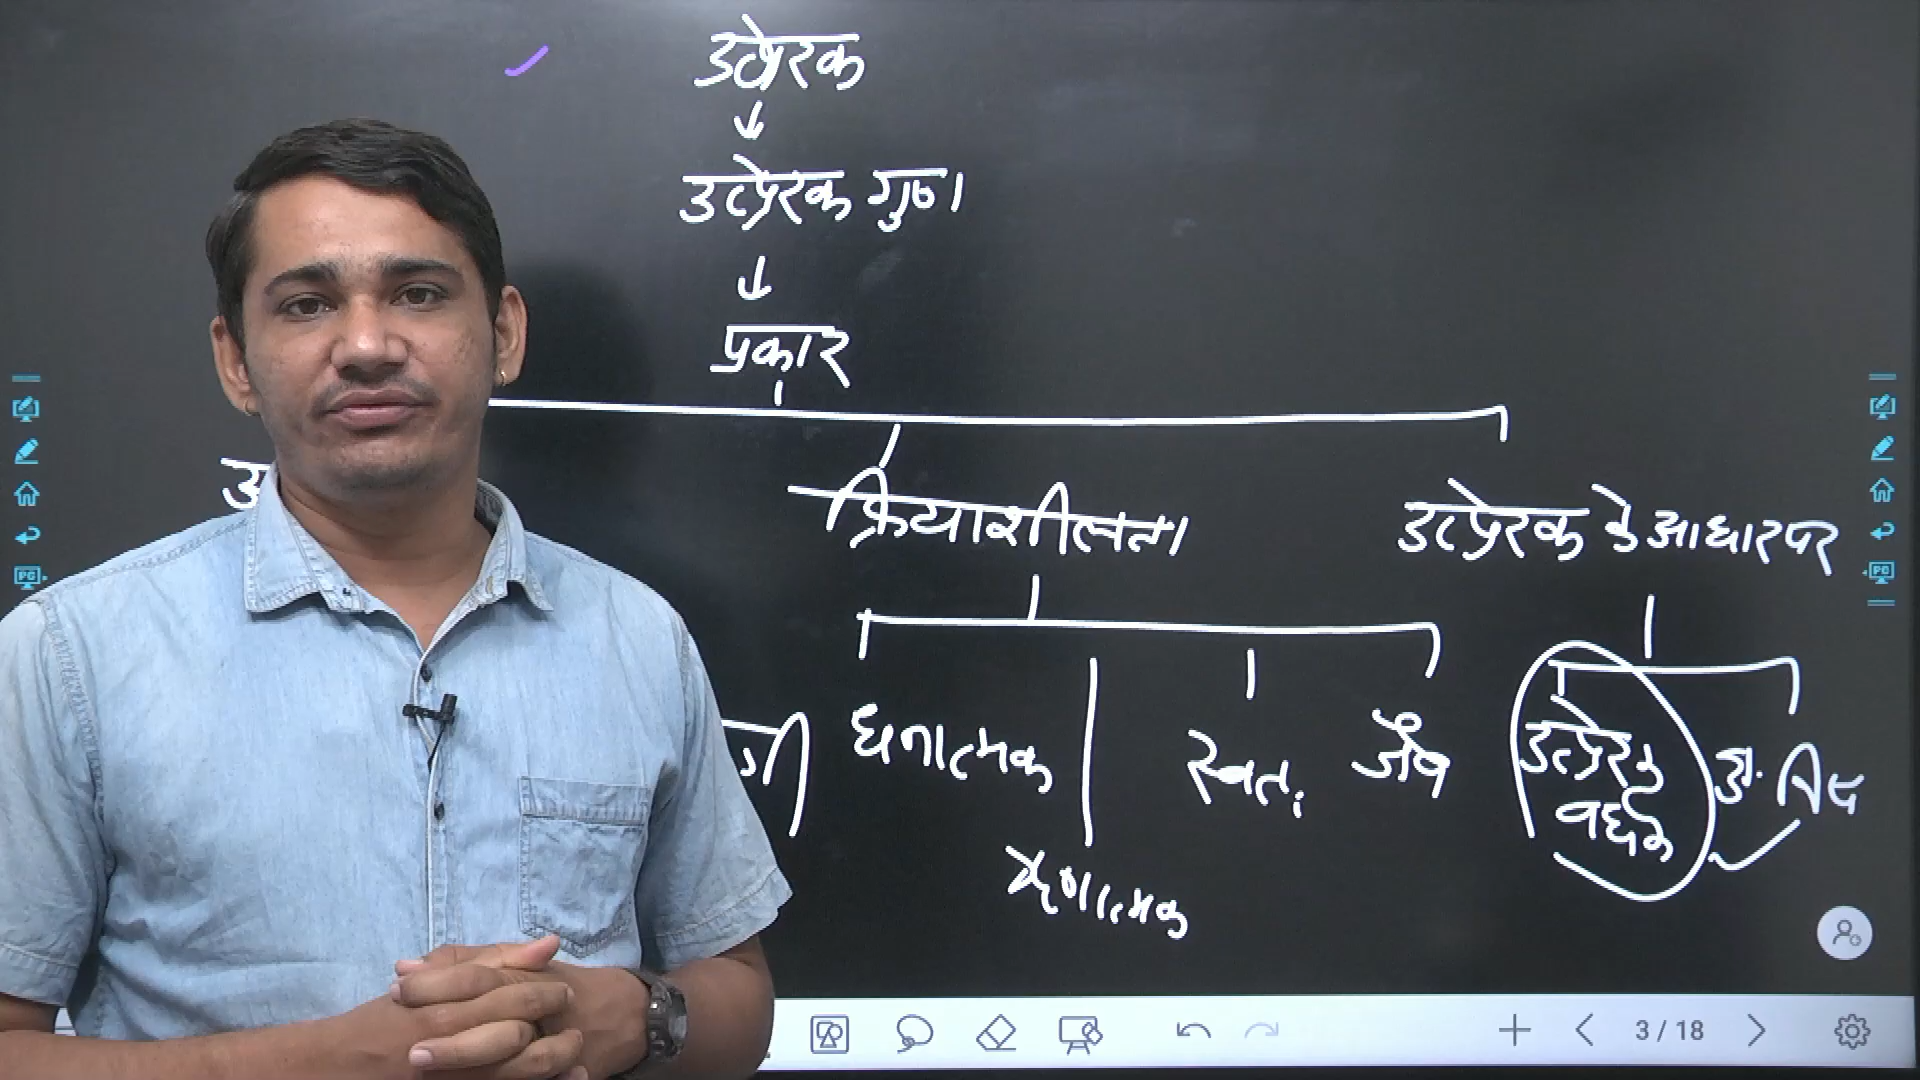 उत्प्रेरक
उत्प्रेरक गुण
प्रकार
क्रियाशीलता
उत्प्रेरक के आधार पर
धनात्मक
स्वतः
जैव
उत्प्रेरक
वर्धक
उ. विष
ऋणात्मक
3 / 18